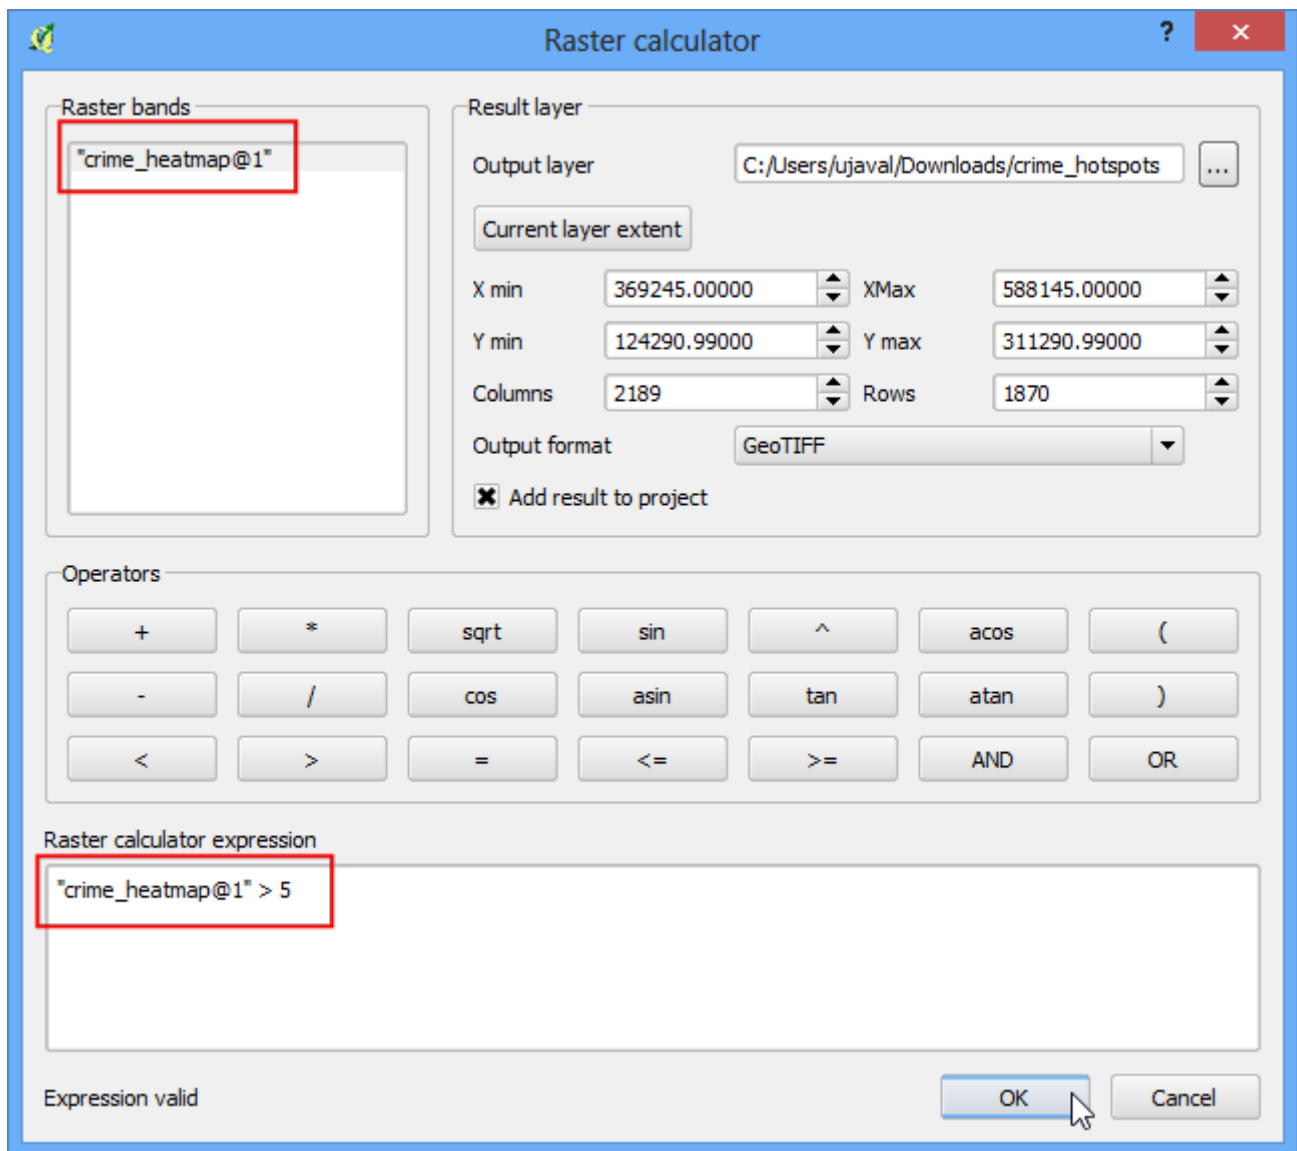 Raster calculator
?
Raster bands
"crime_heatmap@1"
Result layer
Output layer C:/Users/ujaval/Downloads/crime_hotspots ...
Current layer extent
X min 369245.00000 XMax 588145.00000
Y min 124290.99000 Y max 311290.99000
Columns 2189 Rows 1870
Output format GeoTIFF
Add result to project
Operators
+ * sqrt sin ^ acos (
- / cos asin tan atan )
< > = <= >= AND OR
Raster calculator expression
"crime_heatmap@1" > 5
Expression valid OK Cancel